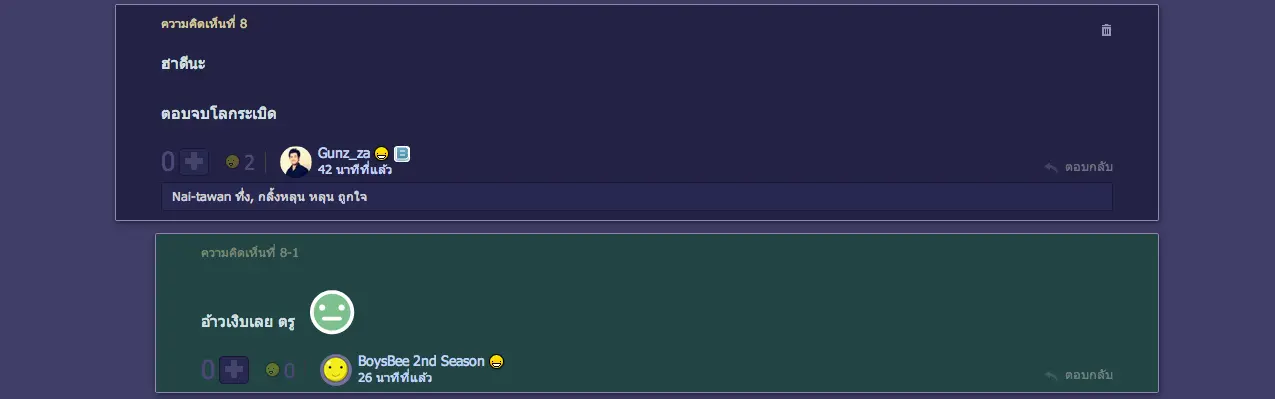 ความคิดเห็นที่ 8
ฮาดีนะ
ตอบจบโลกระเบิด
0 2 Gunz_za
42 นาทีที่แล้ว
ตอบกลับ
Nai-tawan ทึ่ง, กลิ้งหลุน หลุน ถูกใจ
ความคิดเห็นที่ 8-1
อ้าวเงิบเลย ตรู
0 0 BoysBee 2nd Season
26 นาทีที่แล้ว
ตอบกลับ